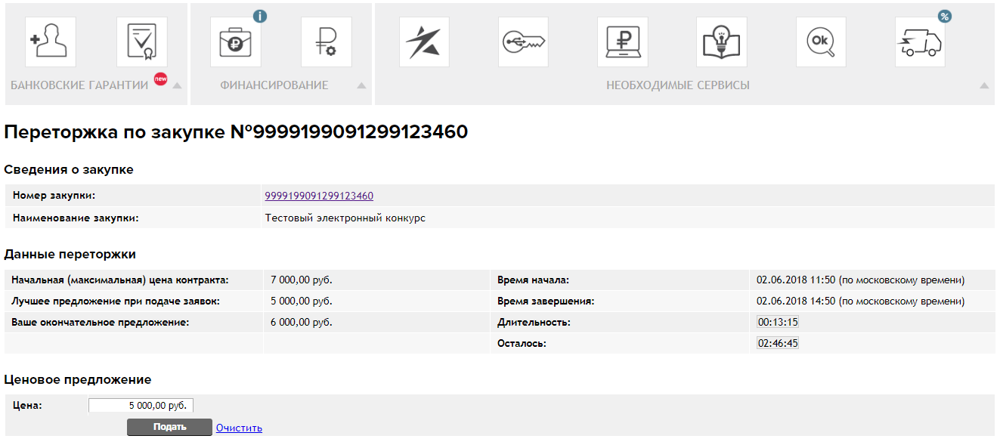 i
%
Ok
БАНКОВСКИЕ ГАРАНТИИ new
ФИНАНСИРОВАНИЕ
НЕОБХОДИМЫЕ СЕРВИСЫ
Переторжка по закупке №9999199091299123460
Сведения о закупке
Номер закупки: 9999199091299123460
Наименование закупки: Тестовый электронный конкурс
Данные переторжки
Начальная (максимальная) цена контракта: 7 000,00 руб. Время начала: 02.06.2018 11:50 (по московскому времени)
Лучшее предложение при подаче заявок: 5 000,00 руб. Время завершения: 02.06.2018 14:50 (по московскому времени)
Ваше окончательное предложение: 6 000,00 руб. Длительность: 00:13:15
Осталось: 02:46:45
Ценовое предложение
Цена: 5 000,00 руб.
Подать Очистить